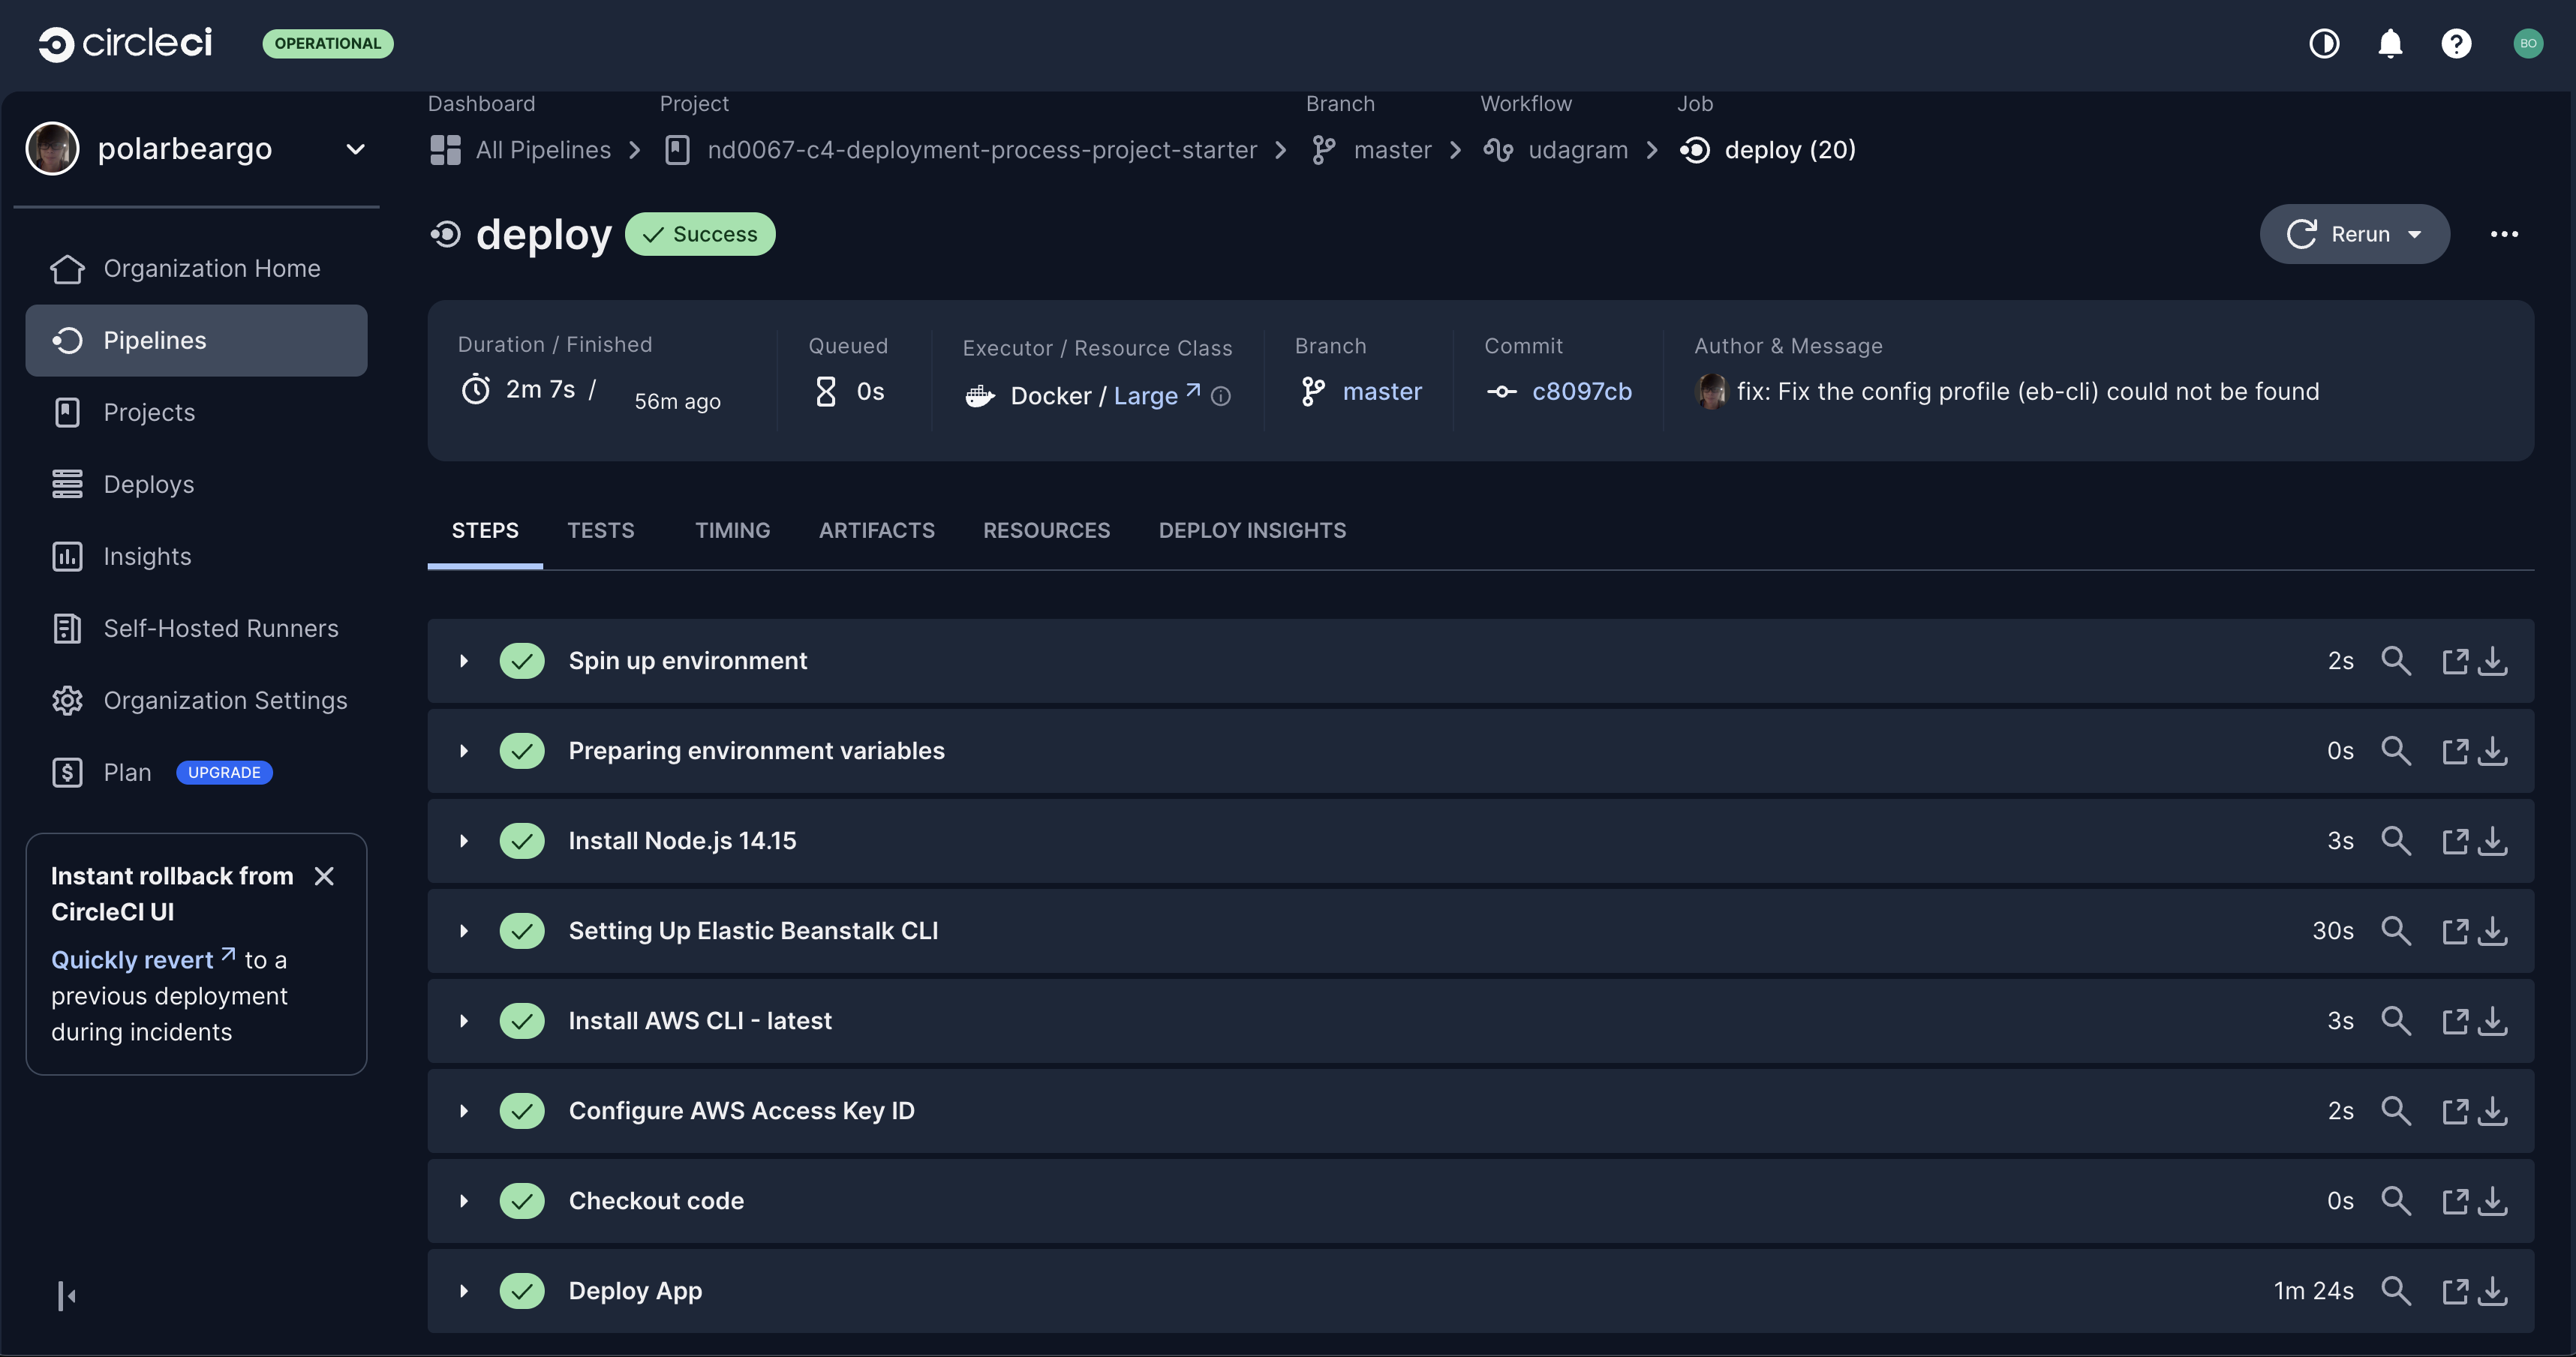 circleci
OPERATIONAL
BO
polarbeargo
Organization Home
Pipelines
Projects
Deploys
Insights
Self-Hosted Runners
Organization Settings
Plan UPGRADE
Instant rollback from
CircleCI UI
Quickly revert to a
previous deployment
during incidents
Dashboard Project Branch Workflow Job
All Pipelines nd0067-c4-deployment-process-project-starter master udagram deploy (20)
deploy Success
Rerun
Duration / Finished
2m 7s / 56m ago
Queued
0s
Executor / Resource Class
Docker / Large
Branch
master
Commit
c8097cb
Author & Message
fix: Fix the config profile (eb-cli) could not be found
STEPS TESTS TIMING ARTIFACTS RESOURCES DEPLOY INSIGHTS
Spin up environment 2s
Preparing environment variables 0s
Install Node.js 14.15 3s
Setting Up Elastic Beanstalk CLI 30s
Install AWS CLI - latest 3s
Configure AWS Access Key ID 2s
Checkout code 0s
Deploy App 1m 24s